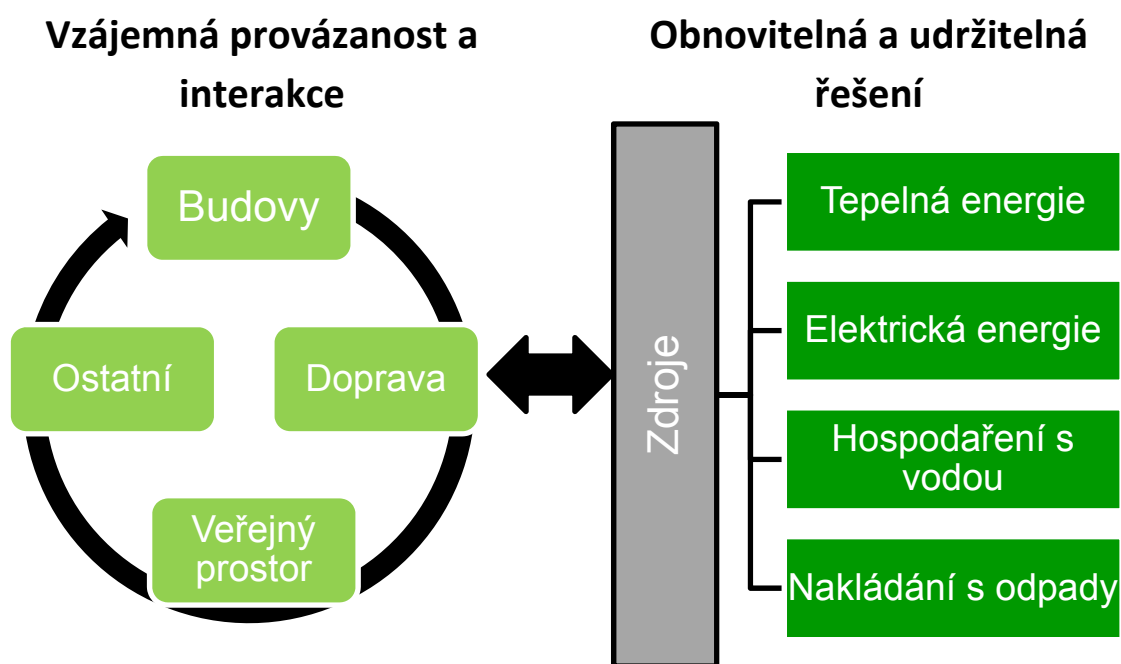 Vzájemná provázanost a
interakce
Budovy
Ostatní
Doprava
Veřejný
prostor
Obnovitelná a udržitelná
řešení
Zdroje
Tepelná energie
Elektrická energie
Hospodaření s
vodou
Nakládání s odpady